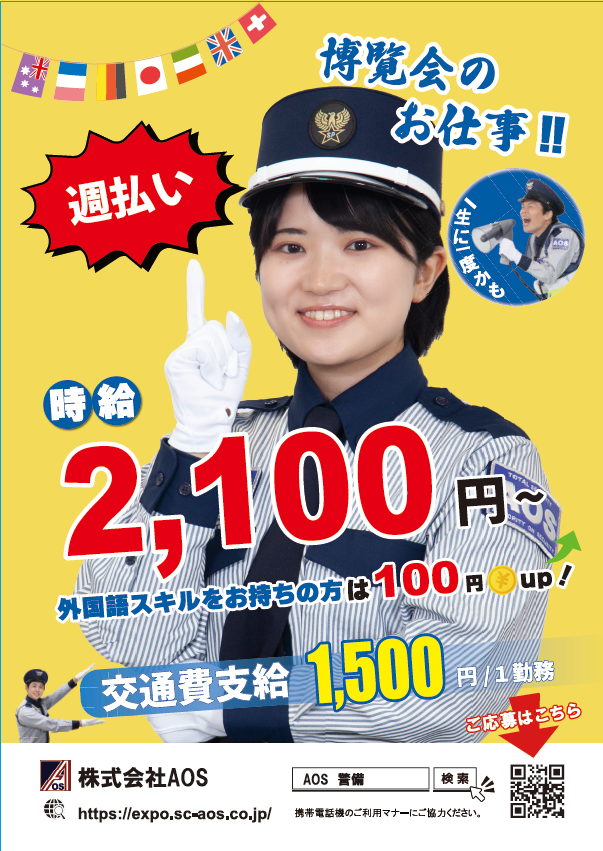 博覧会の
お仕事!!
週払い
SP
一生に一度かも
AOS
時給
2,100円~
AOS
外国語スキルをお持ちの方は100円up!
交通費支給1,500円/1勤務
ご応募はこちら
AOS
株式会社AOS
AOS 警備
検索
https://expo.sc-aos.co.jp/
携帯電話機のご利用マナーにご協力ください。